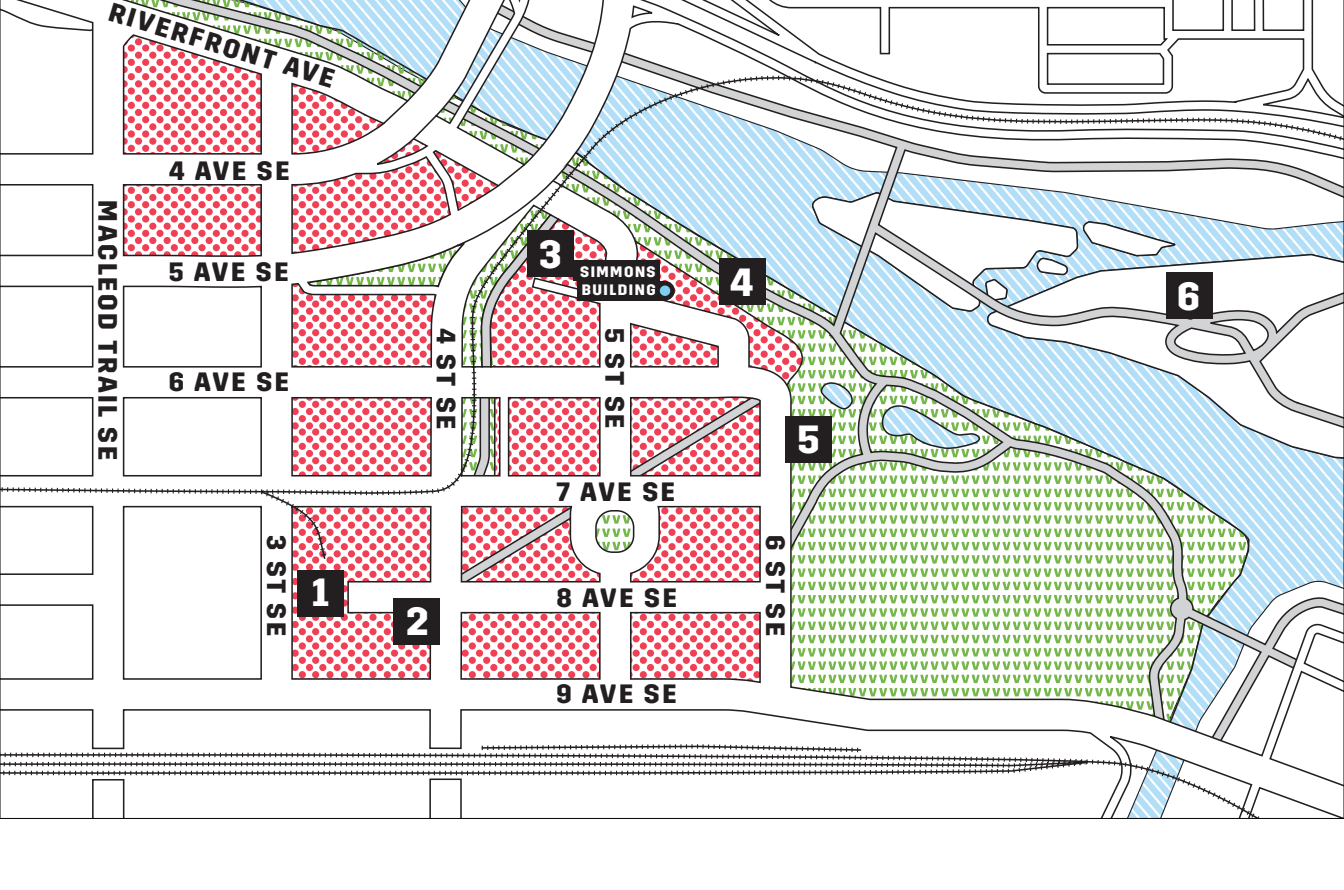 RIVERFRONT AVE
4 AVE SE
MACLEOD TRAIL SE
5 AVE SE
3
SIMMONS
BUILDING
4
6
4 ST SE
5 ST SE
6 AVE SE
5
7 AVE SE
3 ST SE
1
2
8 AVE SE
6 ST SE
9 AVE SE